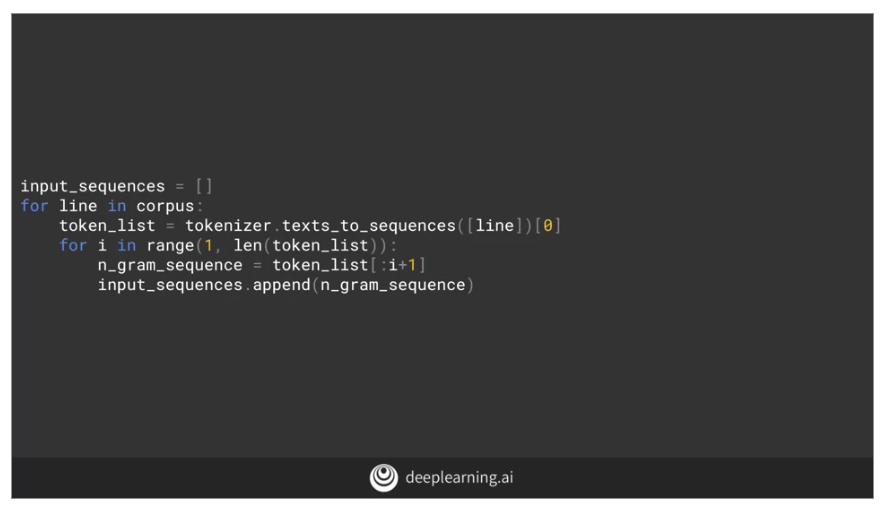 input_sequences = []
for line in corpus:
    token_list = tokenizer.texts_to_sequences([line])[0]
    for i in range(1, len(token_list)):
        n_gram_sequence = token_list[:i+1]
        input_sequences.append(n_gram_sequence)
deeplearning.ai